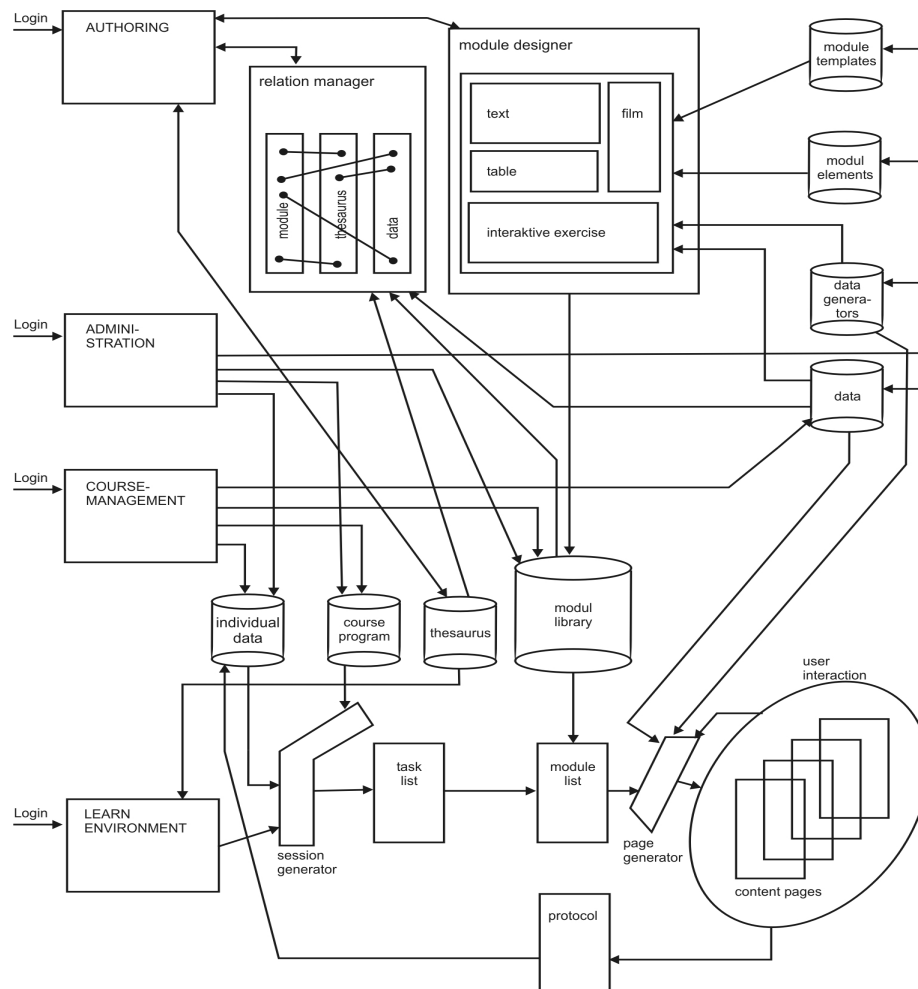 Login
AUTHORING
module designer
module
templates
relation manager
text
film
table
modul
elements
module
thesaurus
data
interaktive exercise
data
genera-
tors
Login
ADMINI-
STRATION
data
Login
COURSE-
MANAGEMENT
individual
data
course
program
thesaurus
modul
library
user
interaction
task
list
module
list
Login
LEARN
ENVIRONMENT
session
generator
page
generator
content pages
protocol